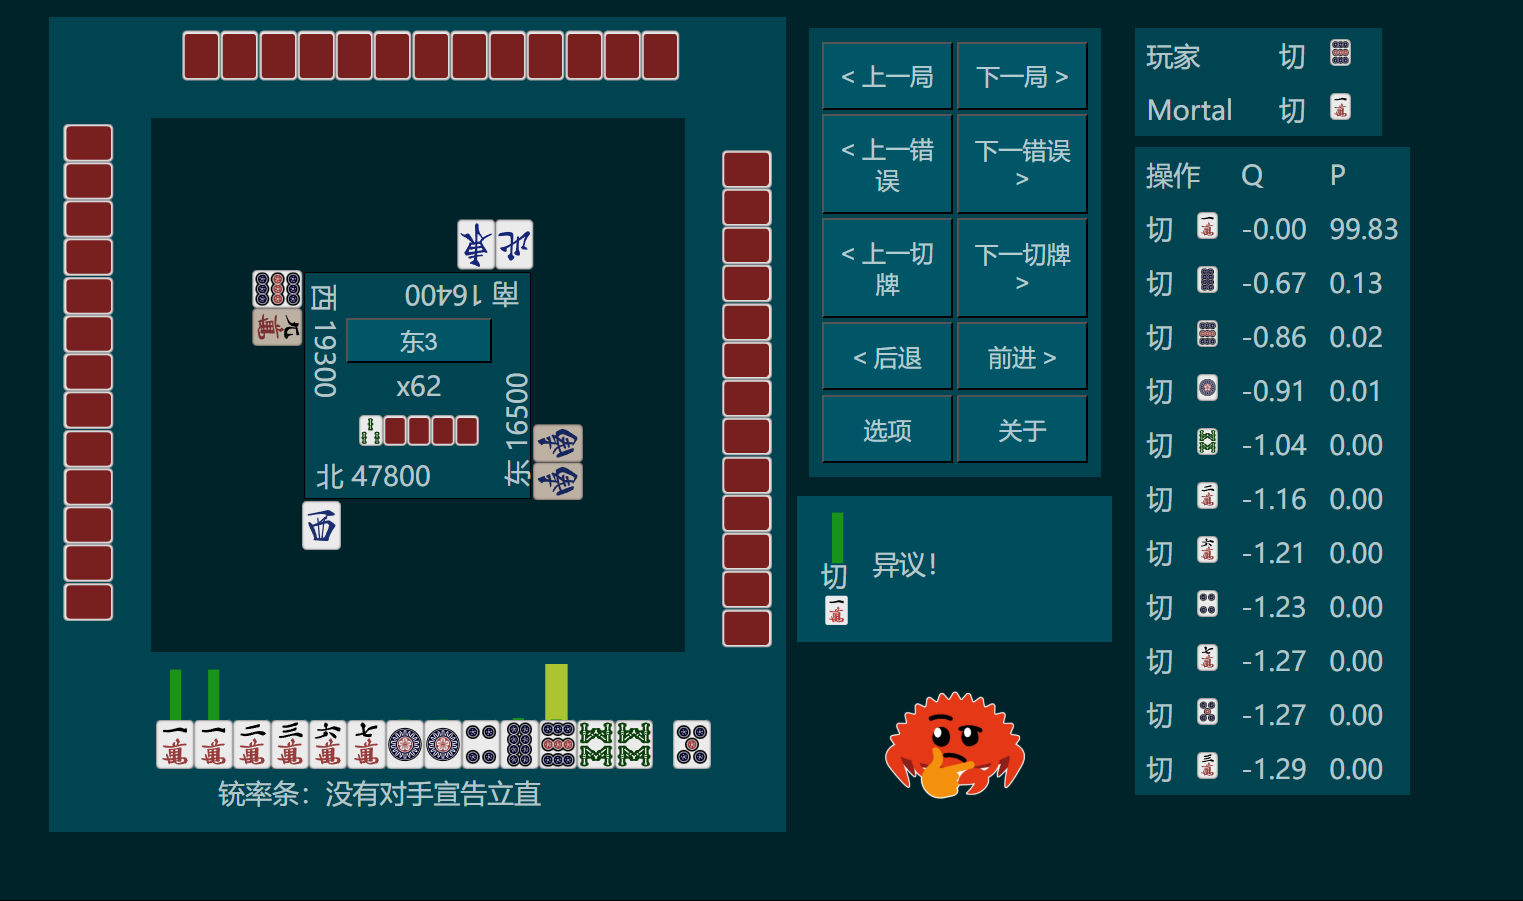 南 16400
西 19300
东3
x62
东 16500
北 47800
铳率条：没有对手宣告立直
< 上一局
下一局 >
< 上一错误
下一错误 >
< 上一切牌
下一切牌 >
< 后退
前进 >
选项
关于
切
异议！
玩家 切
Mortal 切
操作 Q P
切 -0.00 99.83
切 -0.67 0.13
切 -0.86 0.02
切 -0.91 0.01
切 -1.04 0.00
切 -1.16 0.00
切 -1.21 0.00
切 -1.23 0.00
切 -1.27 0.00
切 -1.27 0.00
切 -1.29 0.00